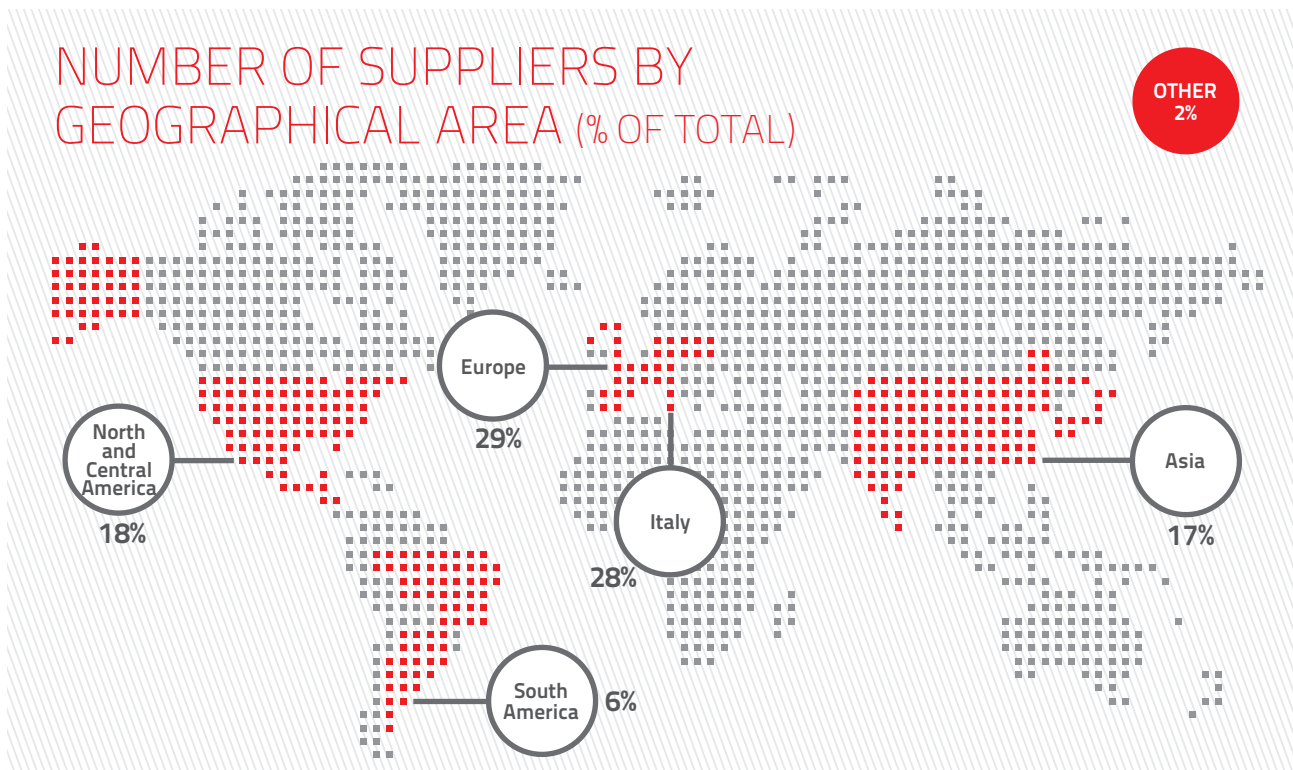 NUMBER OF SUPPLIERS BY
GEOGRAPHICAL AREA (% OF TOTAL)
OTHER
2%
Europe
29%
North
and
Central
America
18%
Asia
17%
Italy
28%
South
America
6%